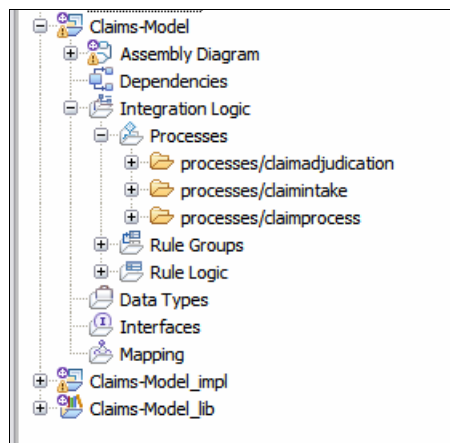 Claims-Model
Assembly Diagram
Dependencies
Integration Logic
Processes
processes/claimadjudication
processes/claimintake
processes/claimprocess
Rule Groups
Rule Logic
Data Types
Interfaces
Mapping
Claims-Model_impl
Claims-Model_lib